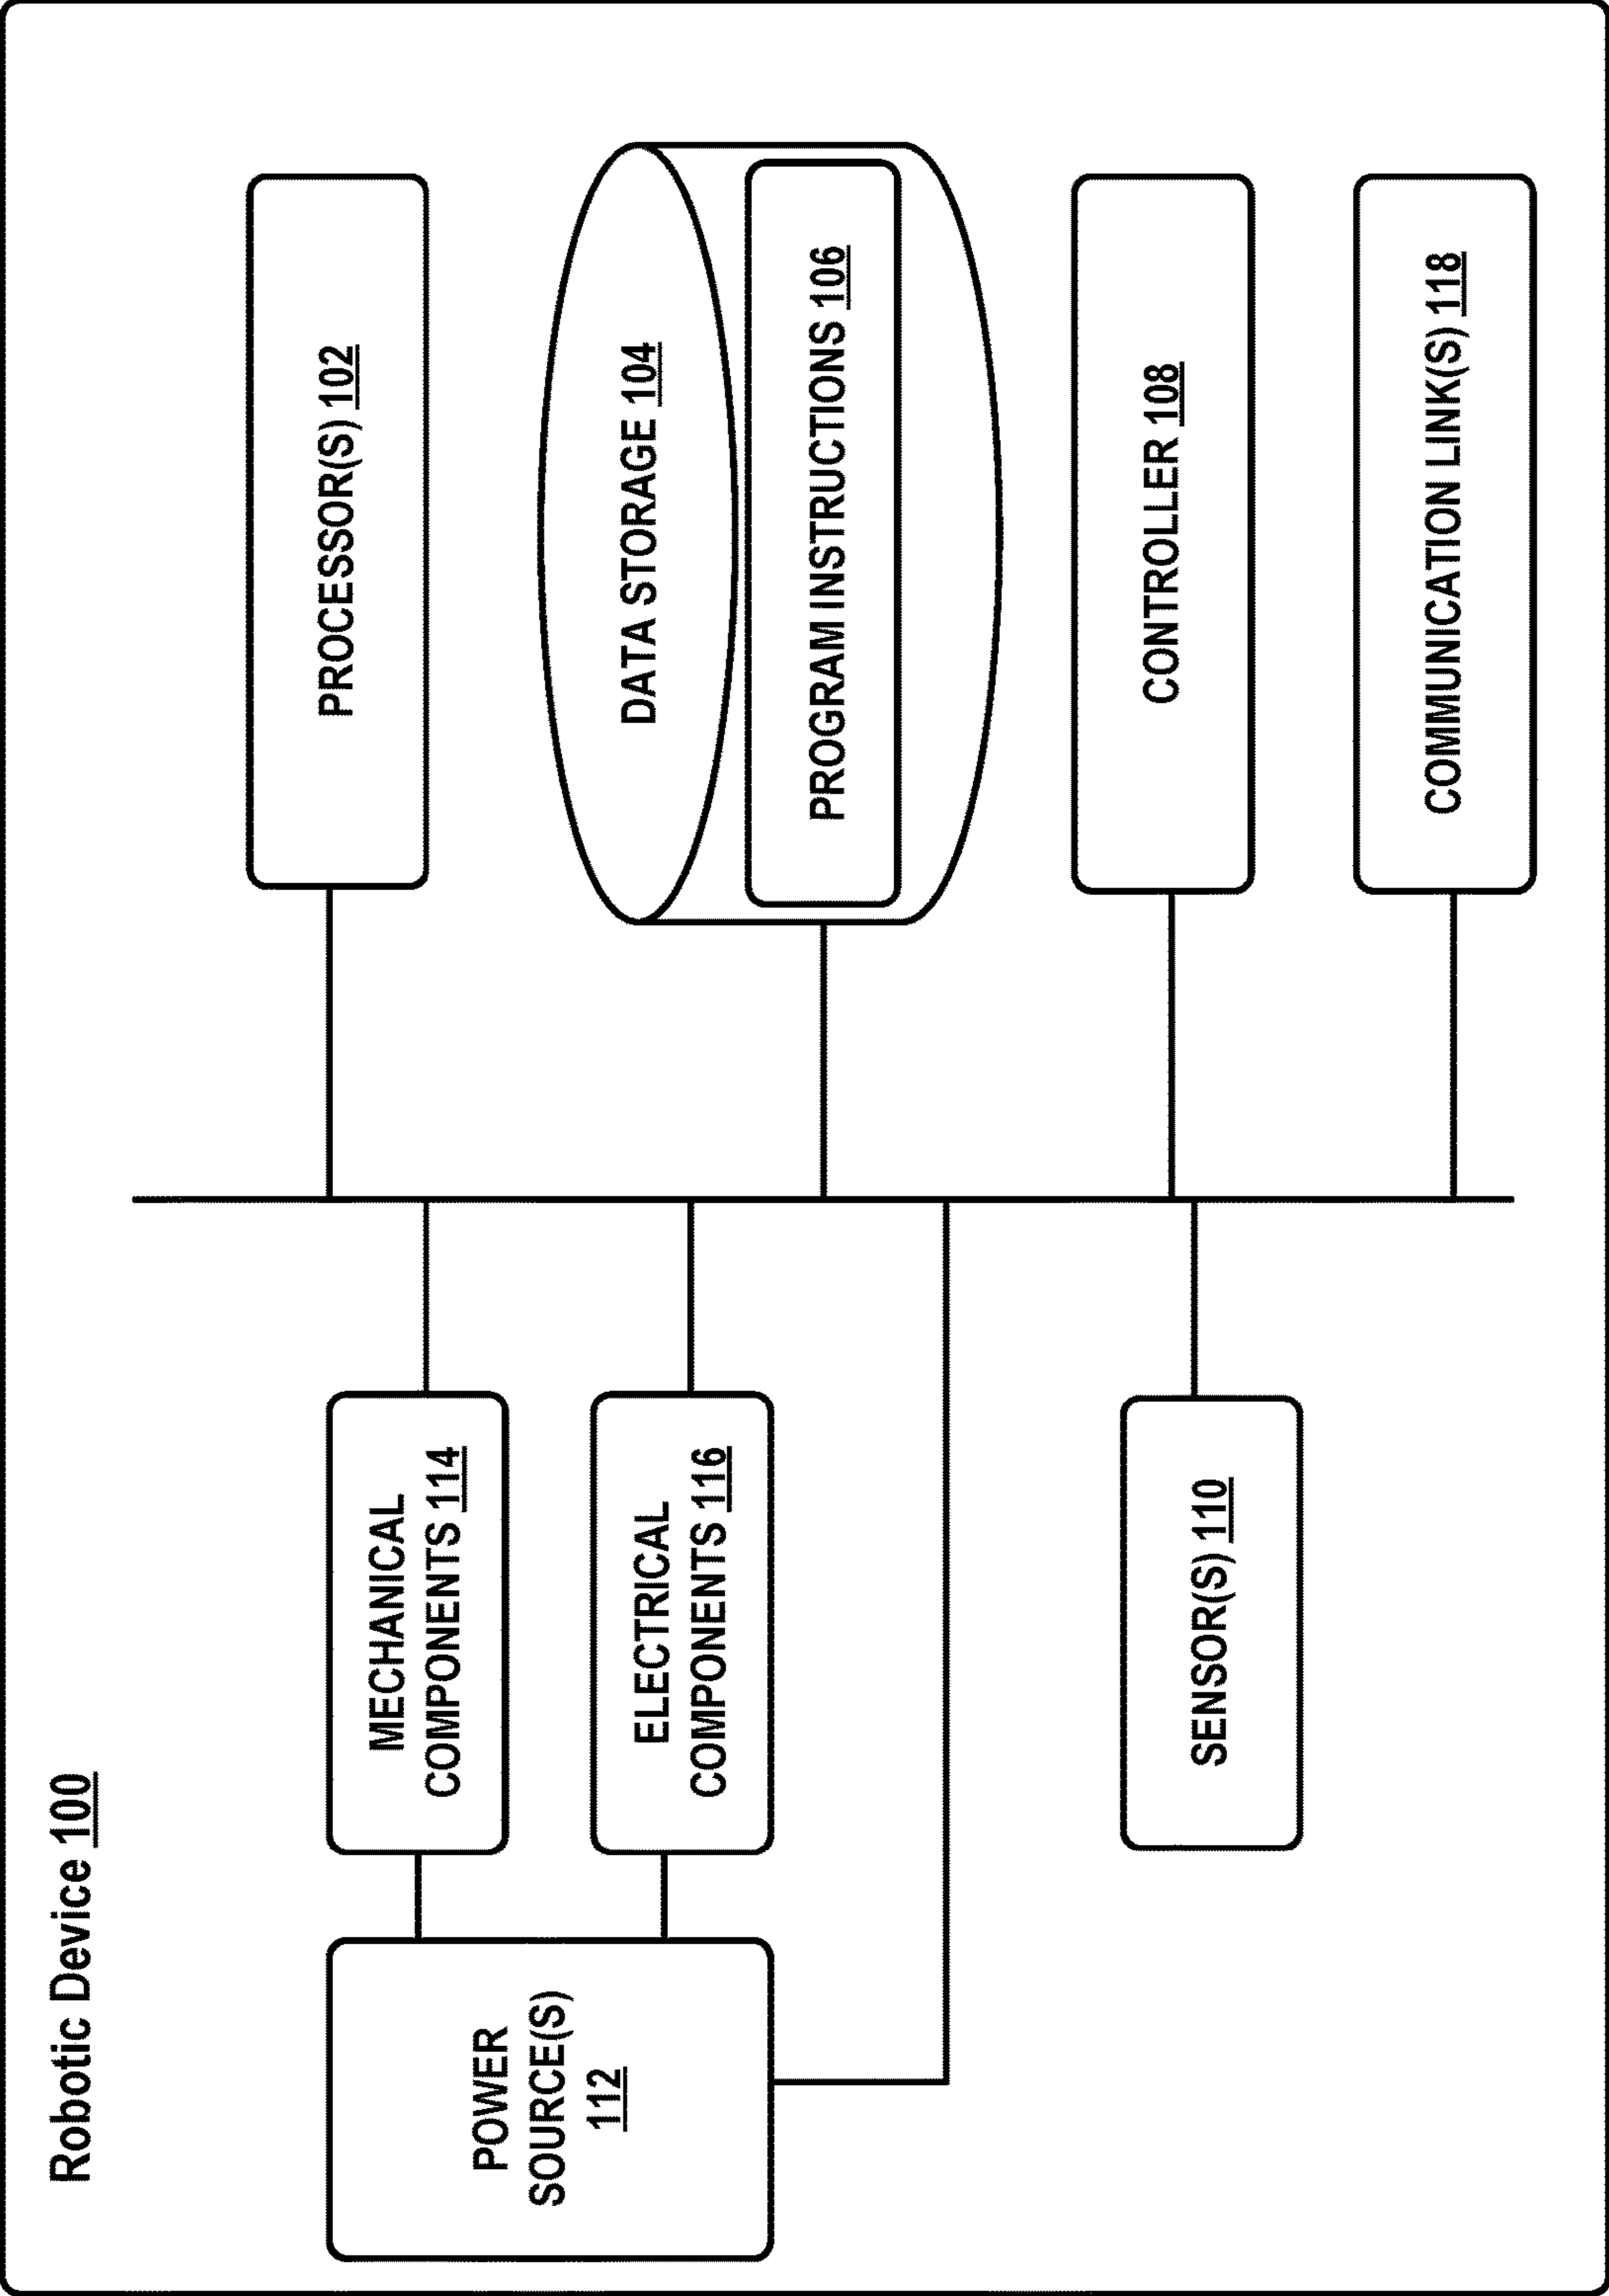 Robotic Device 100
POWER
SOURCE(S)
112
MECHANICAL
COMPONENTS 114
ELECTRICAL
COMPONENTS 116
SENSOR(S) 110
PROCESSOR(S) 102
DATA STORAGE 104
PROGRAM INSTRUCTIONS 106
CONTROLLER 108
COMMUNICATION LINK(S) 118